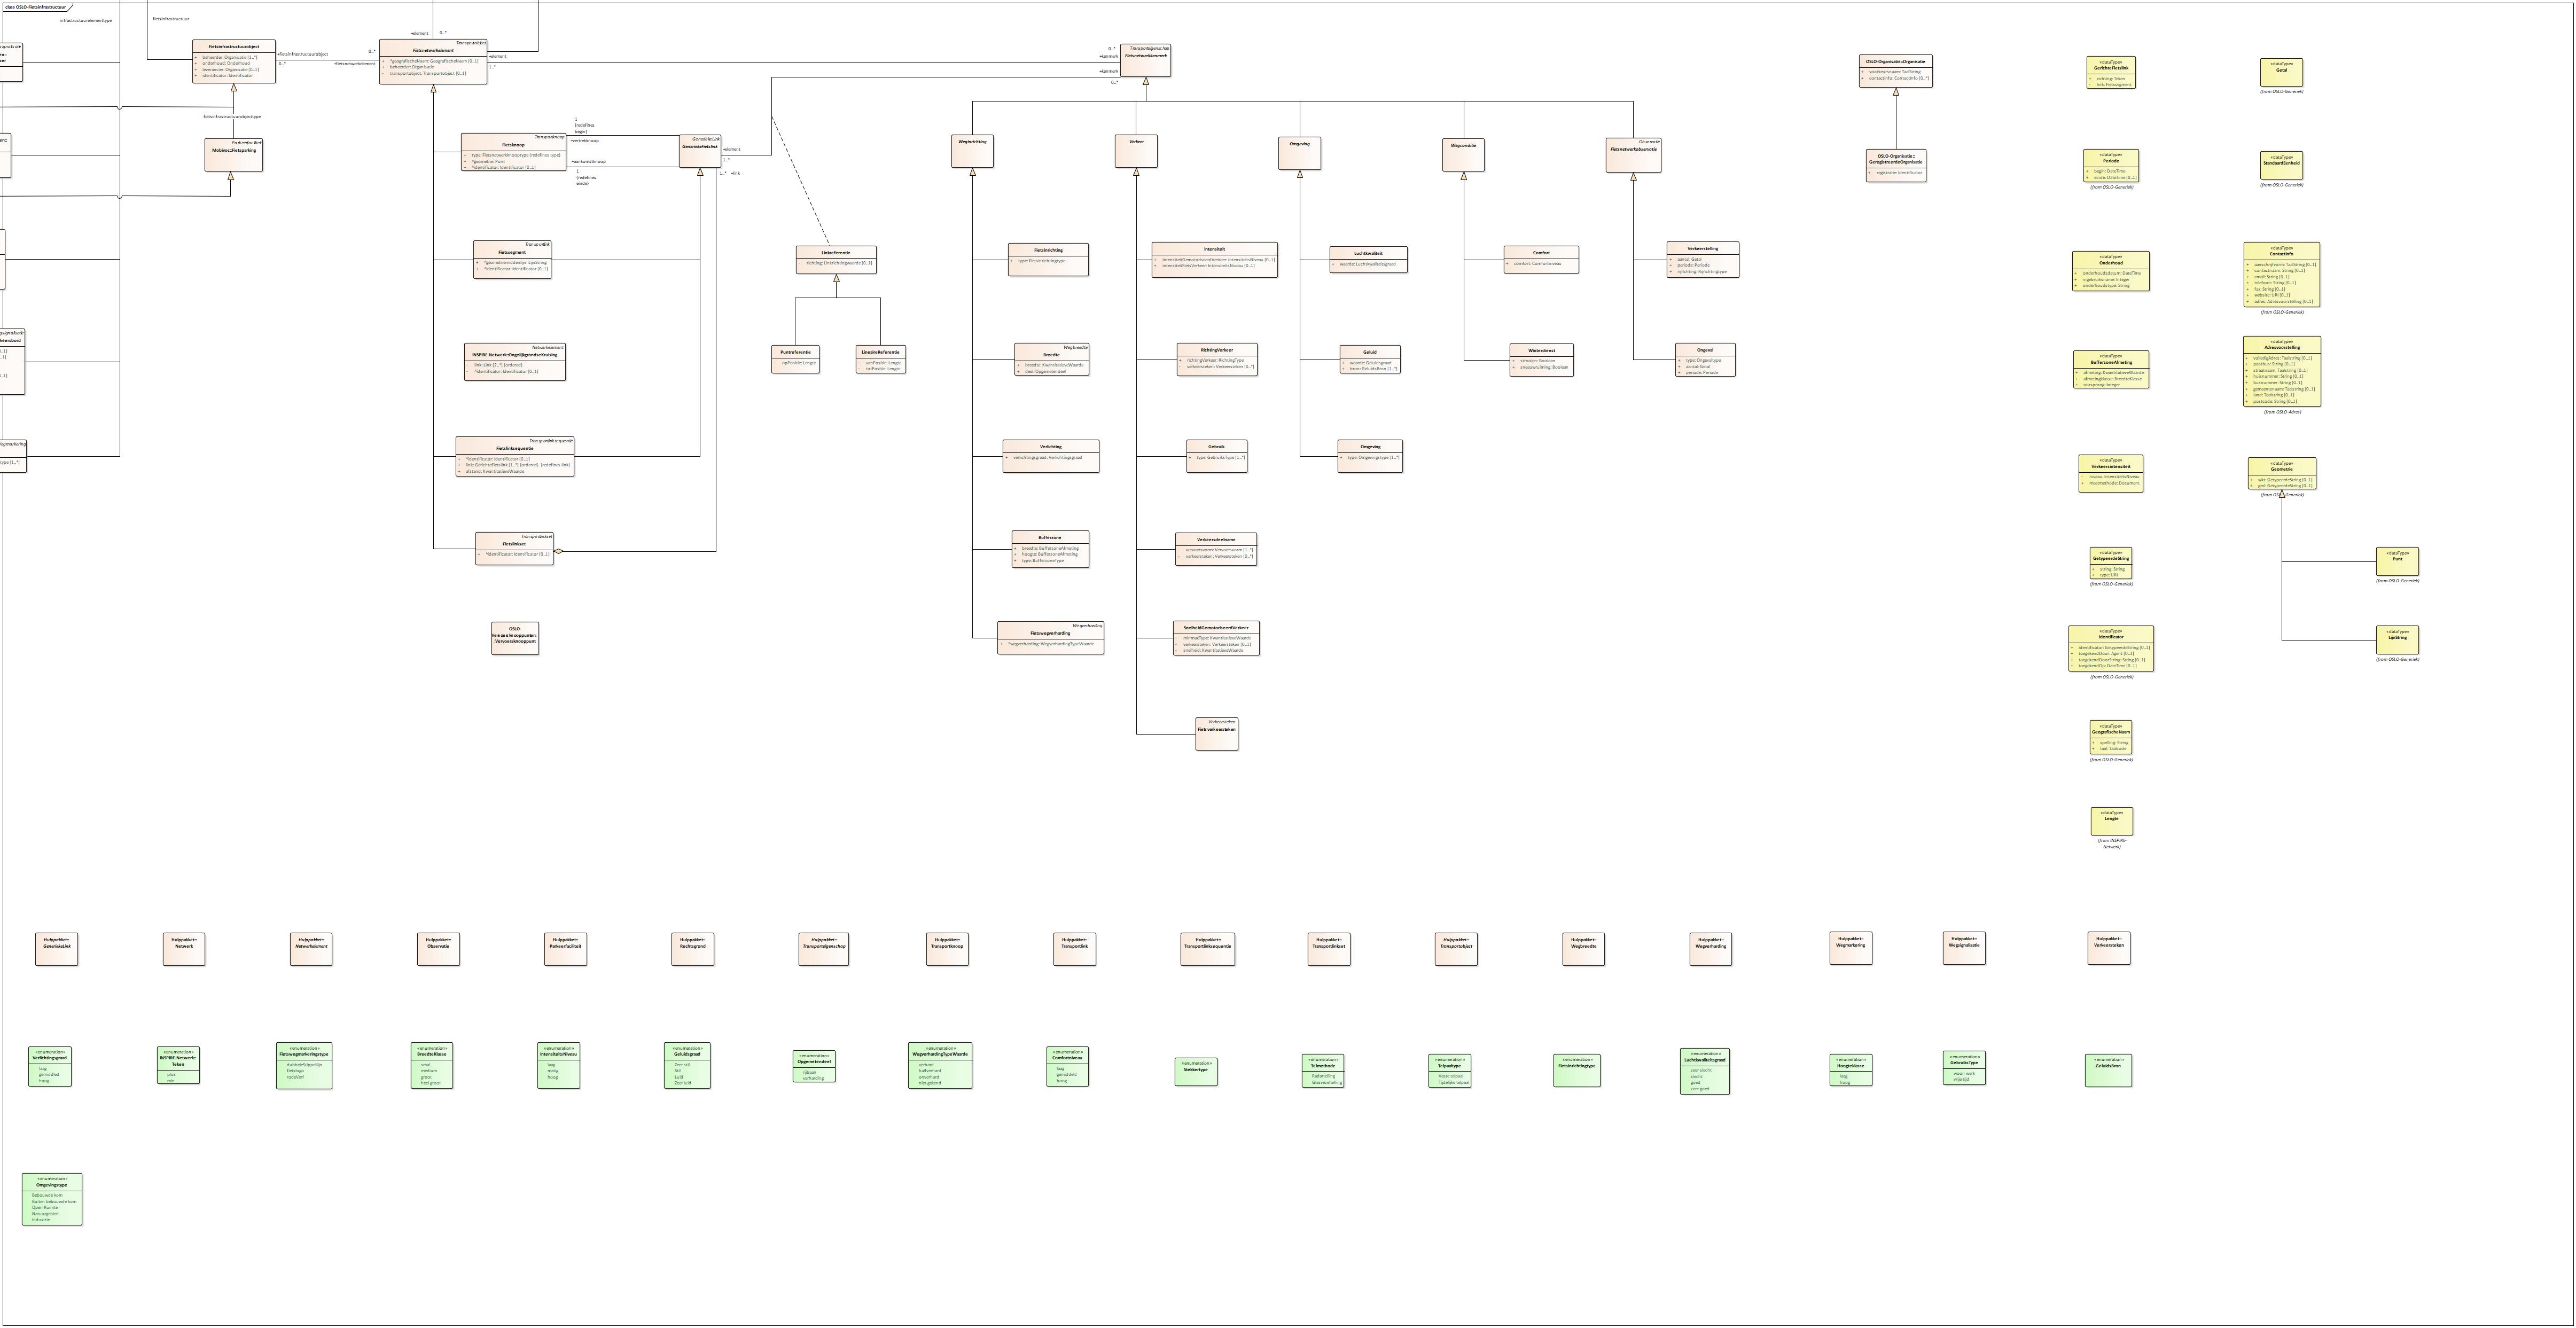 class OSLO-Fietsinfrastructuur
infrastructuurelementtype
fietsinfrastructuur
Fietsinfrastructuurobject
+ beheerder: Organisatie [1..*]
+ onderhoud: Onderhoud
+ leverancier: Organisatie [0..1]
+ identificator: Identificator
+fietsinfrastructuurobject
0..*
0..*
+fietsnetwerkelement
fietsinfrastructuurobjecttype
Parkeerfaciliteit
Mobivoc::Fietsparking
+element
0..*
Transportobject
Fietsnetwerkelement
+ *geografischeNaam: GeografischeNaam [0..1]
+ beheerder: Organisatie
- transportobject: Transportobject [0..1]
+element
1..*
Transportknoop
Fietsknoop
+ type: Fietsnetwerkknooptype {redefines type}
+ *geometrie: Punt
+ *identificator: Identificator [0..1]
1
{redefines
begin}
+vertrekknoop
+aankomstknoop
1
{redefines
einde}
GeneriekeLink
GeneriekeFietslink
+element
1..*
1..*
+link
Transportlink
Fietssegment
+ *geometriemiddenlijn: LijnString
+ *identificator: Identificator [0..1]
Netwerkelement
INSPIRE-Netwerk::OngelijkgrondseKruising
- link: Link [2..*] {ordered}
- *identificator: Identificator [0..1]
Transportlinksequentie
Fietslinksequentie
+ *identificator: Identificator [0..1]
+ link: GerichteFietslink [1..*] {ordered} {redefines link}
+ afstand: KwantitatieveWaarde
Transportlinkset
Fietslinkset
+ *identificator: Identificator [0..1]
OSLO-
Vervoersknooppunten
::Vervoersknooppunt
Linkreferentie
- richting: Linkrichtingwaarde [0..1]
Puntreferentie
- opPositie: Lengte
LineaireReferentie
- vanPositie: Lengte
- totPositie: Lengte
0..*
+kenmerk
+kenmerk
0..*
Transporteigenschap
Fietsnetwerkkenmerk
Weginrichting
Verkeer
Omgeving
Wegconditie
Observatie
Fietsnetwerkobservatie
Fietsinrichting
+ type: Fietsinrichtingtype
Wegbreedte
Breedte
+ breedte: KwantitatieveWaarde
+ deel: Opgemetendeel
Verlichting
+ verlichtingsgraad: Verlichtingsgraad
Bufferzone
+ breedte: BufferzoneAfmeting
+ hoogte: BufferzoneAfmeting
+ type: BufferzoneType
Wegverharding
Fietswegverharding
+ *wegverharding: WegverhardingTypeWaarde
Intensiteit
+ intensiteitGemotoriseerdVerkeer: IntensiteitsNiveau [0..1]
+ intensiteitFietsVerkeer: IntensiteitsNiveau [0..1]
RichtingVerkeer
- richtingVerkeer: RichtingType
- verkeersteken: Verkeersteken [0..*]
Gebruik
+ type: GebruiksType [1..*]
Verkeersdeelname
- vervoersvorm: Vervoersvorm [1..*]
- verkeersteken: Verkeersteken [0..*]
SnelheidGemotoriseerdVerkeer
- minmaxType: KwantitatieveWaarde
- verkeersteken: Verkeersteken [0..1]
- snelheid: KwantitatieveWaarde
Verkeersteken
Fietsverkeersteken
Luchtkwaliteit
+ waarde: Luchtkwaliteitsgraad
Geluid
+ waarde: Geluidsgraad
+ bron: GeluidsBron [1..*]
Omgeving
+ type: Omgevingstype [1..*]
Comfort
+ comfort: Comfortniveau
Winterdienst
+ strooien: Boolean
+ sneeuwruiming: Boolean
Verkeerstelling
+ aantal: Getal
+ periode: Periode
+ rijrichting: Rijrichtingtype
Ongeval
+ type: Ongevaltype
+ aantal: Getal
+ periode: Periode
OSLO-Organisatie::Organisatie
+ voorkeursnaam: TaalString
+ contactinfo: ContactInfo [0..*]
OSLO-Organisatie::
GeregistreerdeOrganisatie
+ registratie: Identificator
«dataType»
GerichteFietslink
+ richting: Teken
- link: Fietssegment
«dataType»
Getal
(from OSLO-Generiek)
«dataType»
Periode
+ begin: DateTime
+ einde: DateTime [0..1]
(from OSLO-Generiek)
«dataType»
StandaardEenheid
(from OSLO-Generiek)
«dataType»
Onderhoud
+ onderhoudsdatum: DateTime
+ ingebruikname: Integer
+ onderhoudstype: String
«dataType»
ContactInfo
+ aanschrijfvorm: TaalString [0..1]
+ contactnaam: String [0..1]
+ email: String [0..1]
+ telefoon: String [0..1]
+ fax: String [0..1]
+ website: URI [0..1]
+ adres: Adresvoorstelling [0..1]
(from OSLO-Generiek)
«dataType»
BufferzoneAfmeting
+ afmeting: KwantitatieveWaarde
+ afmetingklasse: BreedteKlasse
+ oorsprong: Integer
«dataType»
Adresvoorstelling
+ volledigAdres: Taalstring [0..1]
+ postbus: String [0..1]
+ straatnaam: Taalstring [0..1]
+ huisnummer: String [0..1]
+ busnummer: String [0..1]
+ gemeentenaam: Taalstring [0..1]
+ land: Taalstring [0..1]
+ postcode: String [0..1]
(from OSLO-Adres)
«dataType»
Verkeersintensiteit
- niveau: IntensiteitsNiveau
+ meetmethode: Document
«dataType»
Geometrie
+ wkt: GetypeerdeString [0..1]
+ gml: GetypeerdeString [0..1]
(from OSLO-Generiek)
«dataType»
GetypeerdeString
+ string: String
+ type: URI
(from OSLO-Generiek)
«dataType»
Punt
(from OSLO-Generiek)
«dataType»
Identificator
+ identificator: GetypeerdeString [0..1]
+ toegekendDoor: Agent [0..1]
+ toegekendDoorString: String [0..1]
+ toegekendOp: DateTime [0..1]
(from OSLO-Generiek)
«dataType»
LijnString
(from OSLO-Generiek)
«dataType»
GeografischeNaam
+ spelling: String
+ taal: Taalcode
(from OSLO-Generiek)
«dataType»
Lengte
(from INSPIRE-
Netwerk)
Hulppakket::
GeneriekeLink
Hulppakket::
Netwerk
Hulppakket::
Netwerkelement
Hulppakket::
Observatie
Hulppakket::
Parkeerfaciliteit
Hulppakket::
Rechtsgrond
Hulppakket::
Transporteigenschap
Hulppakket::
Transportknoop
Hulppakket::
Transportlink
Hulppakket::
Transportlinksequentie
Hulppakket::
Transportlinkset
Hulppakket::
Transportobject
Hulppakket::
Wegbreedte
Hulppakket::
Wegverharding
Hulppakket::
Wegmarkering
Hulppakket::
Wegsignalisatie
Hulppakket::
Verkeersteken
«enumeration»
Verlichtingsgraad
laag
gemiddeld
hoog
«enumeration»
INSPIRE-Netwerk::
Teken
plus
min
«enumeration»
Fietswegmarkeringstype
dubbelestippellijn
fietslogo
rodeVerf
«enumeration»
BreedteKlasse
smal
medium
groot
heel groot
«enumeration»
IntensiteitsNiveau
laag
matig
hoog
«enumeration»
Geluidsgraad
Zeer stil
Stil
Luid
Zeer luid
«enumeration»
Opgemetendeel
rijbaan
verharding
«enumeration»
WegverhardingTypeWaarde
verhard
halfverhard
onverhard
niet gekend
«enumeration»
Comfortniveau
laag
gemiddeld
hoog
«enumeration»
Stekkertype
«enumeration»
Telmethode
Radartelling
Glasvezeltelling
«enumeration»
Telpaaltype
Vaste telpaal
Tijdelijke telpaal
«enumeration»
Fietsinrichtingtype
«enumeration»
Luchtkwaliteitsgraad
zeer slecht
slecht
goed
zeer goed
«enumeration»
Hoogteklasse
laag
hoog
«enumeration»
GebruiksType
woon werk
vrije tijd
«enumeration»
GeluidsBron
«enumeration»
Omgevingstype
Bebouwde kom
Buiten bebouwde kom
Open Ruimte
Natuurgebied
Industrie